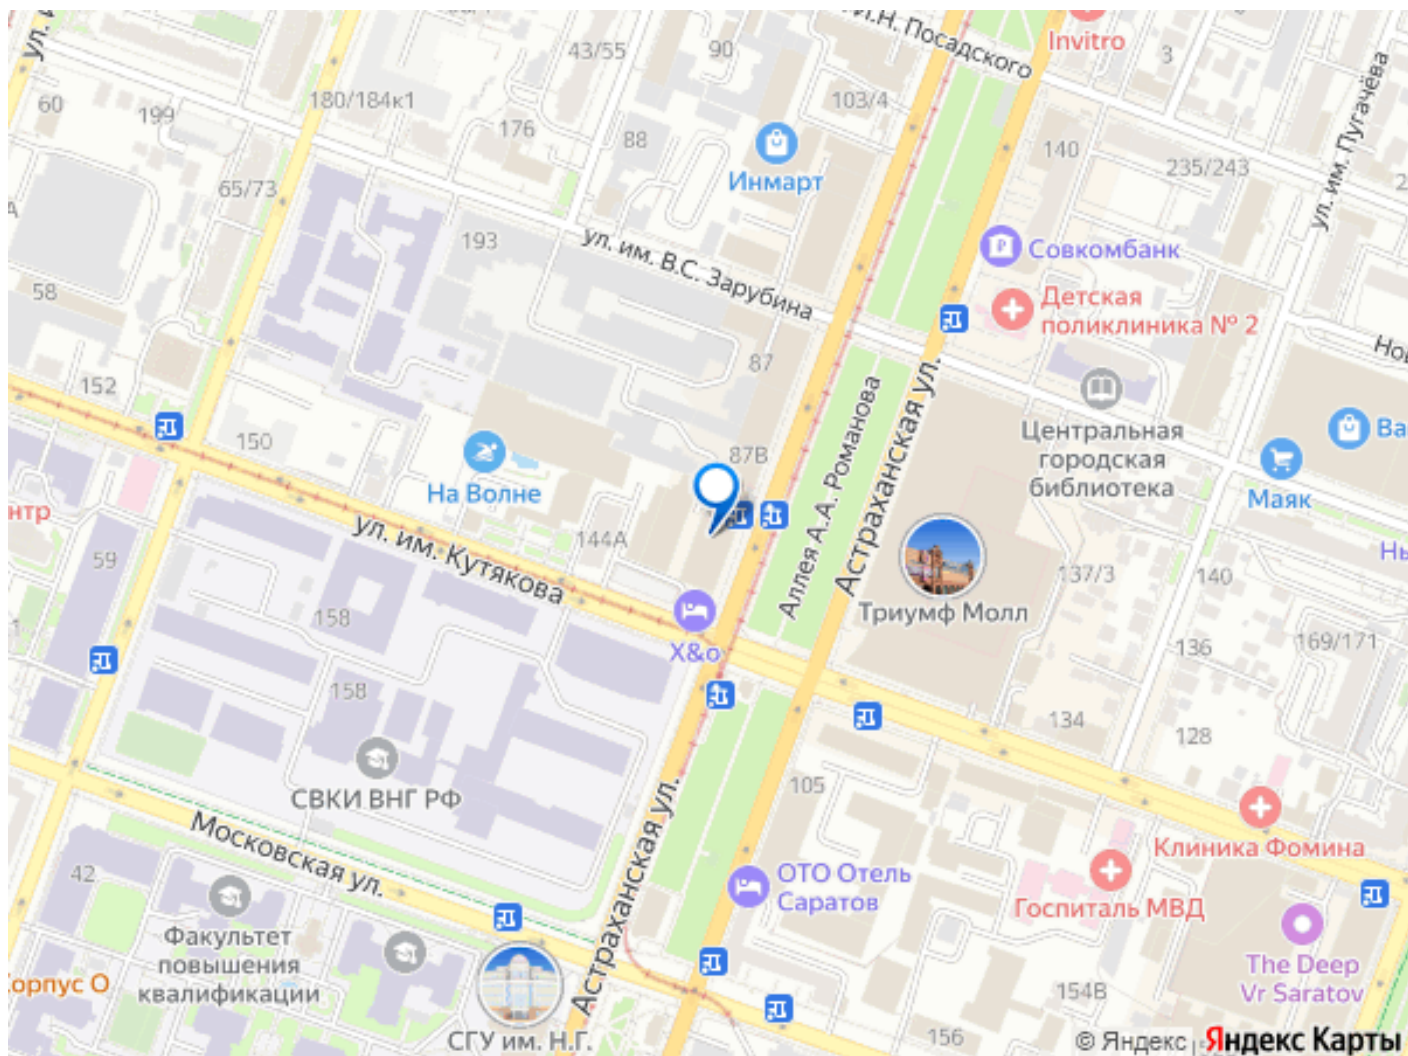 И.Н. Посадского
Invitro
43/55
90
3
60
199
180/184к1
176
88
103/4
140
235/243
ул. им. Пугачёва
Инмарт
65/73
193
ул. им. В.С. Зарубина
Совкомбанк
Детская
поликлиника № 2
58
87
152
150
87В
Центральная
городская
библиотека
Маяк
На Волне
144А
ул. им. Кутякова
Аллея А.А. Романова
Астраханская ул.
Триумф Молл
137/3
140
нтр
59
158
158
X&o
136
169/171
134
128
СВКИ ВНГ РФ
105
Московская ул.
Астраханская ул.
Клиника Фомина
42
ОТО Отель
Саратов
Госпиталь МВД
Факультет
повышения
квалификации
орпус О
СГУ им. Н.Г.
The Deep
Vr Saratov
154В
156
© Яндекс
Яндекс Карты